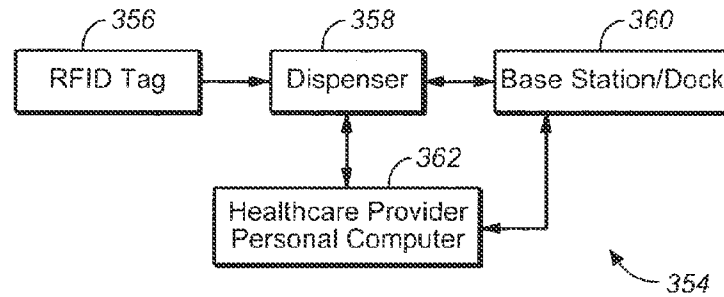 356
358
360
RFID Tag
Dispenser
Base Station/Dock
362
Healthcare Provider
Personal Computer
354